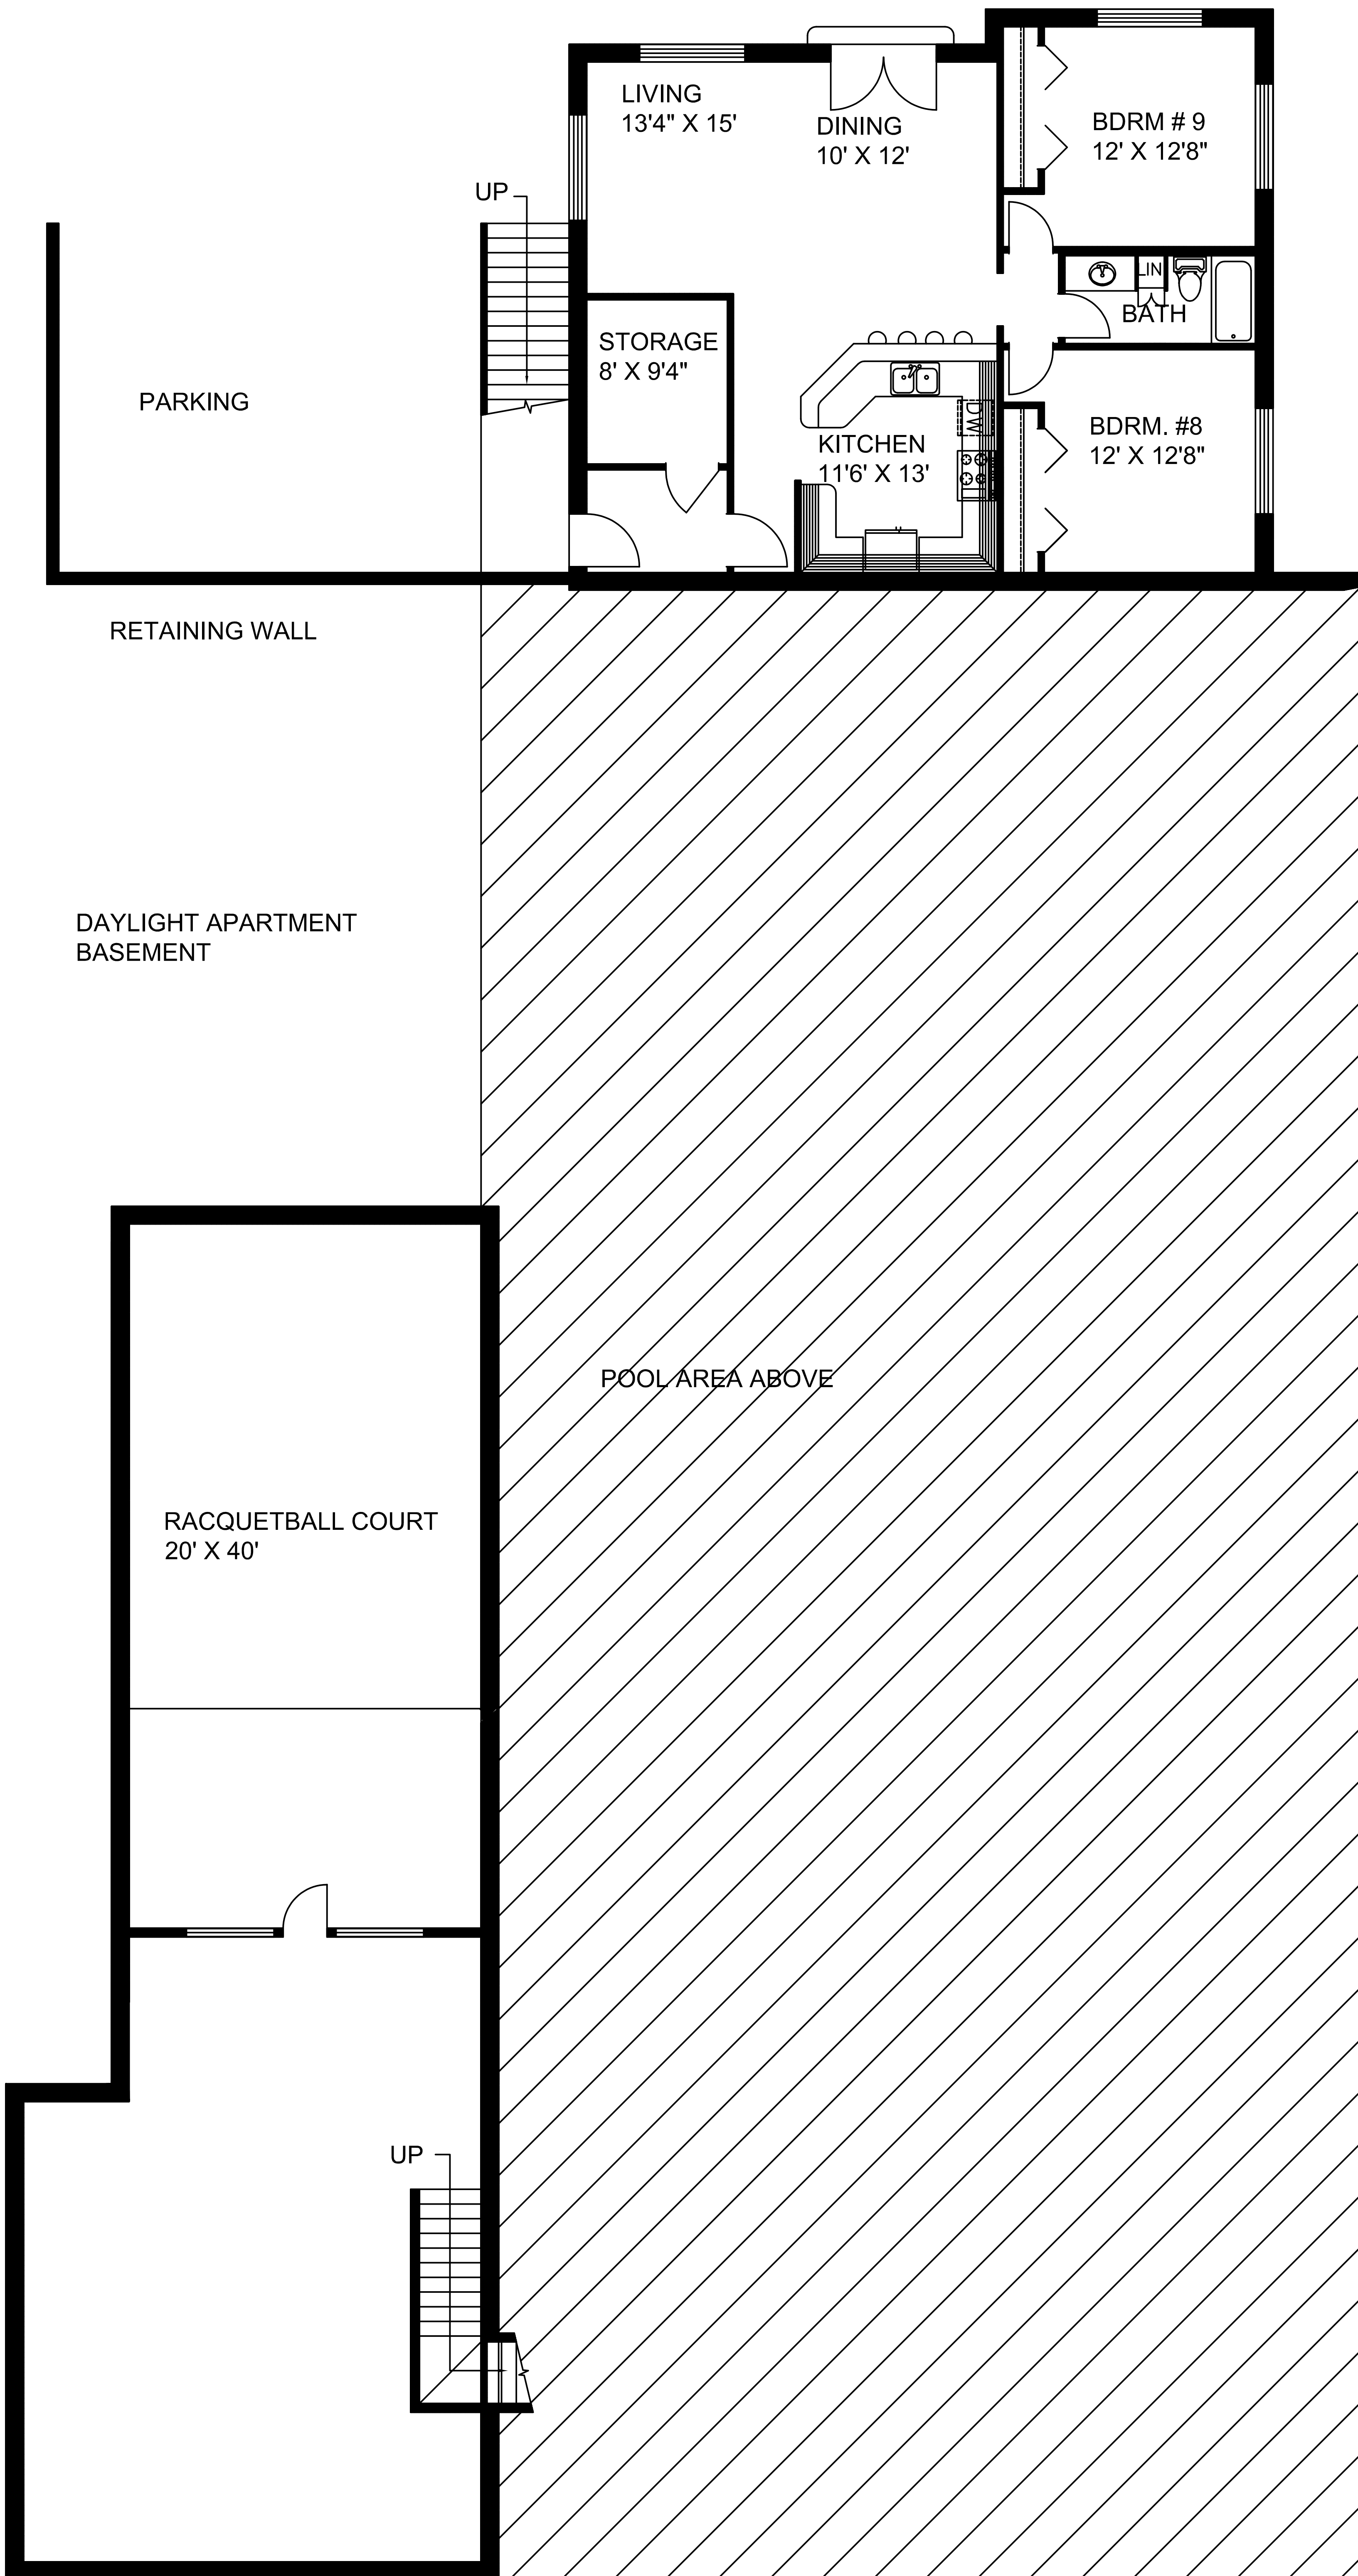 LIVING
13'4" X 15'
DINING
10' X 12'
BDRM # 9
12' X 12'8"
UP
LIN
BATH
STORAGE
8' X 9'4"
PARKING
DW
KITCHEN
11'6' X 13'
BDRM. #8
12' X 12'8"
RETAINING WALL
DAYLIGHT APARTMENT
BASEMENT
POOL AREA ABOVE
RACQUETBALL COURT
20' X 40'
UP